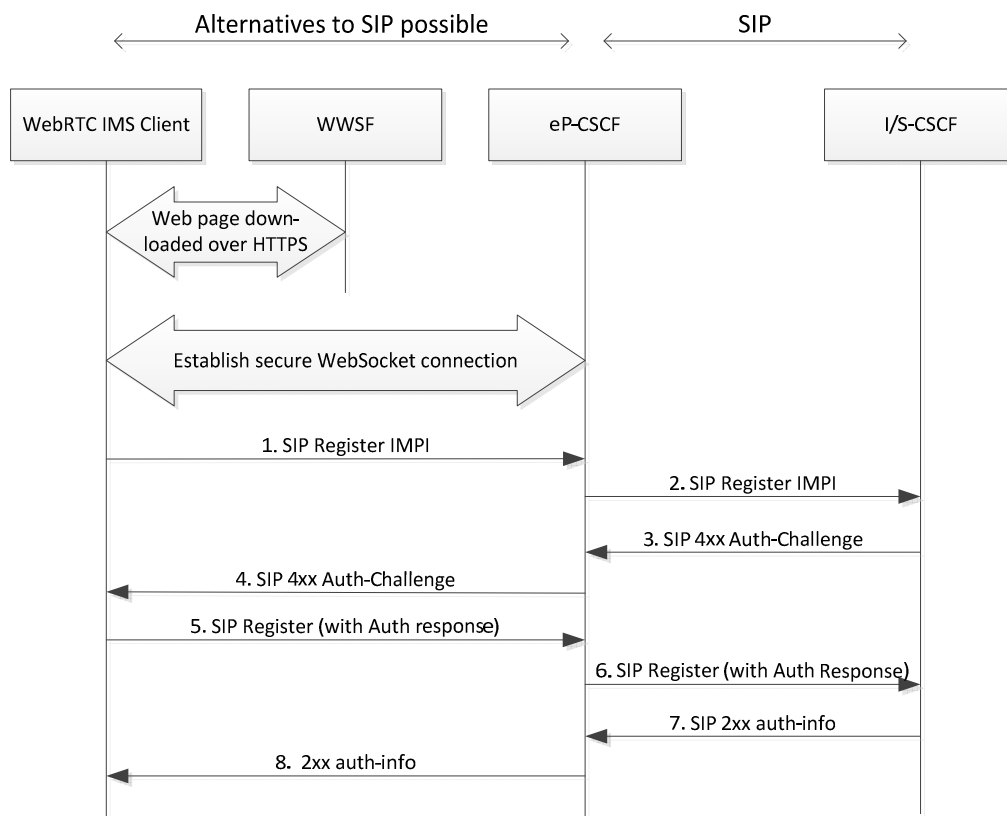 Alternatives to SIP possible
SIP
WebRTC IMS Client
WWSF
eP-CSCF
I/S-CSCF
Web page down-
loaded over HTTPS
Establish secure WebSocket connection
1. SIP Register IMPI
2. SIP Register IMPI
3. SIP 4xx Auth-Challenge
4. SIP 4xx Auth-Challenge
5. SIP Register (with Auth response)
6. SIP Register (with Auth Response)
7. SIP 2xx auth-info
8. 2xx auth-info